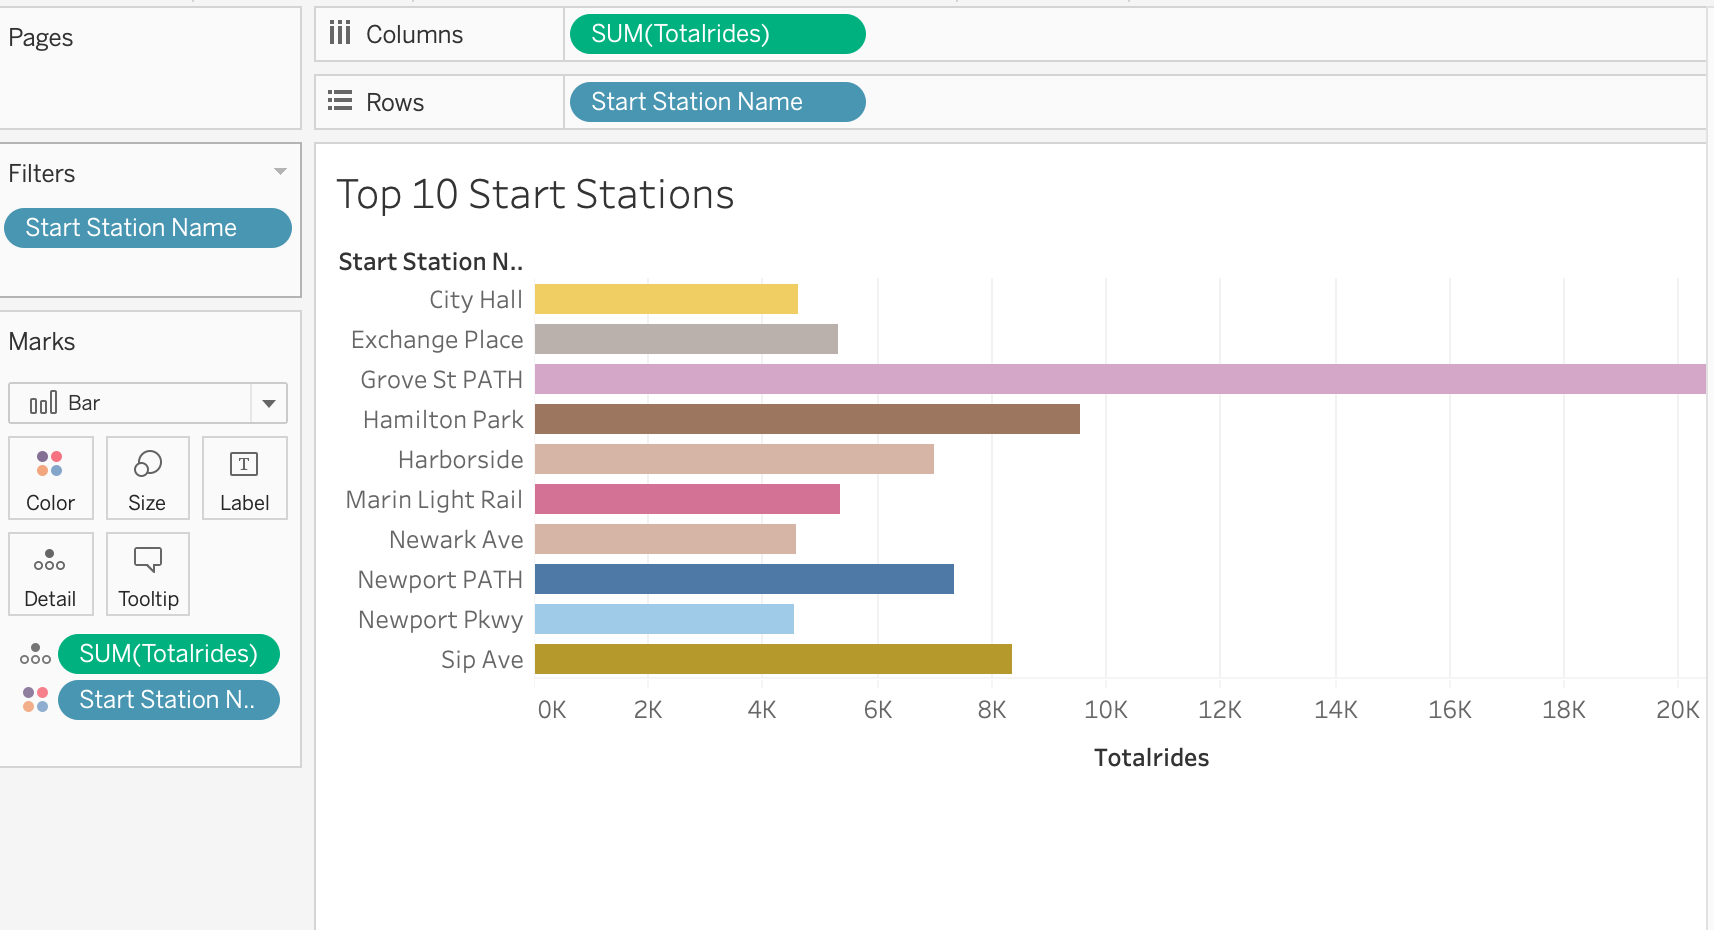 Pages
Columns
SUM(Totalrides)
Rows
Start Station Name
Filters
Start Station Name
Marks
Bar
Color
Size
T
Label
Detail
Tooltip
SUM(Totalrides)
Start Station N..
Top 10 Start Stations
Start Station N..
City Hall
Exchange Place
Grove St PATH
Hamilton Park
Harborside
Marin Light Rail
Newark Ave
Newport PATH
Newport Pkwy
Sip Ave
0K 2K 4K 6K 8K 10K 12K 14K 16K 18K 20K
Totalrides